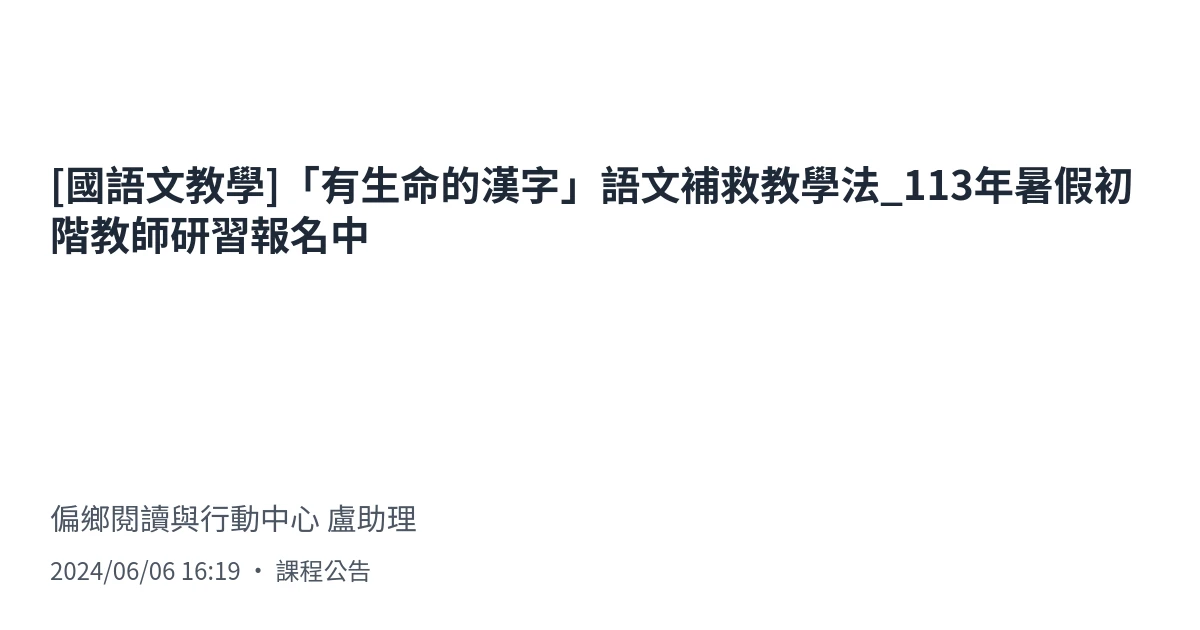 [國語文教學]「有生命的漢字」語文補救教學法_113年暑假初
階教師研習報名中
偏鄉閱讀與行動中心 盧助理
2024/06/06 16:19 ・ 課程公告